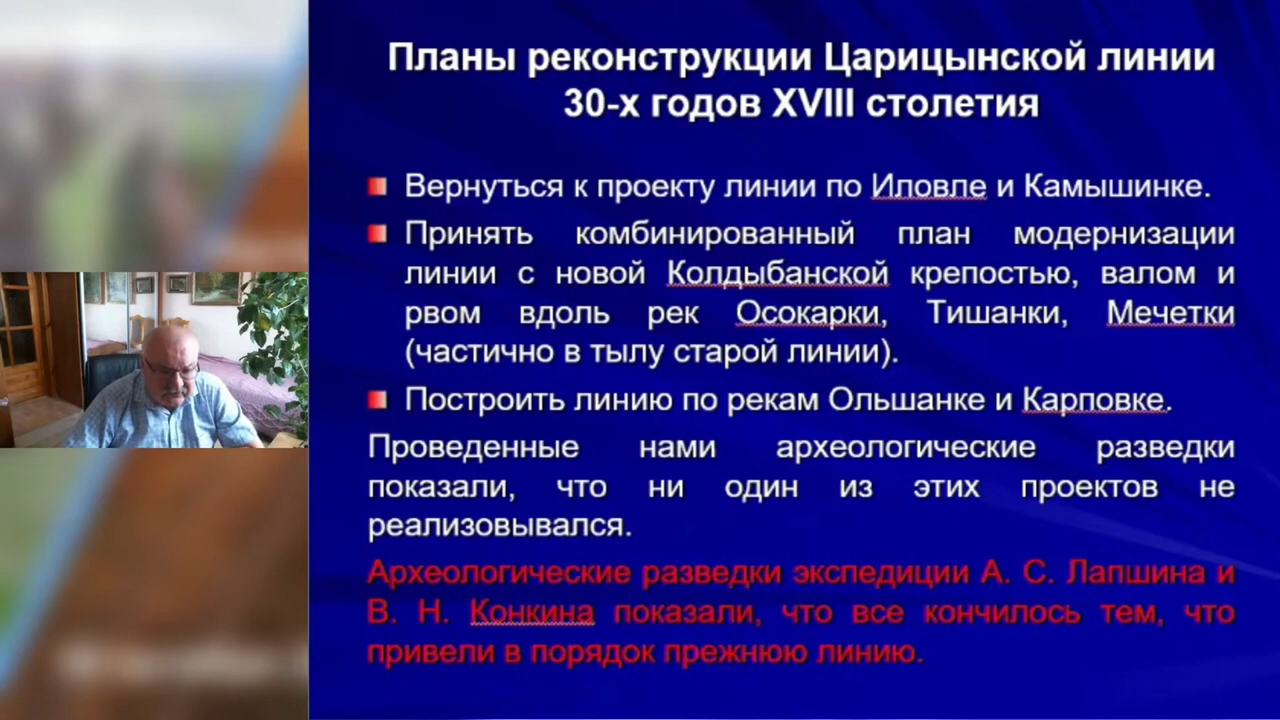 Планы реконструкции Царицынской линии
30-х годов XVIII столетия
Вернуться к проекту линии по Иловле и Камышинке.
Принять комбинированный план модернизации
линии с новой Колдыбанской крепостью, валом и
рвом вдоль рек Осокарки, Тишанки, Мечетки
(частично в тылу старой линии).
Построить линию по рекам Ольшанке и Карповке.
Проведенные нами археологические разведки
показали, что ни один из этих проектов не
реализовывался.
Археологические разведки экспедиции А. С. Лапшина и
В. Н. Конкина показали, что все кончилось тем, что
привели в порядок прежнюю линию.